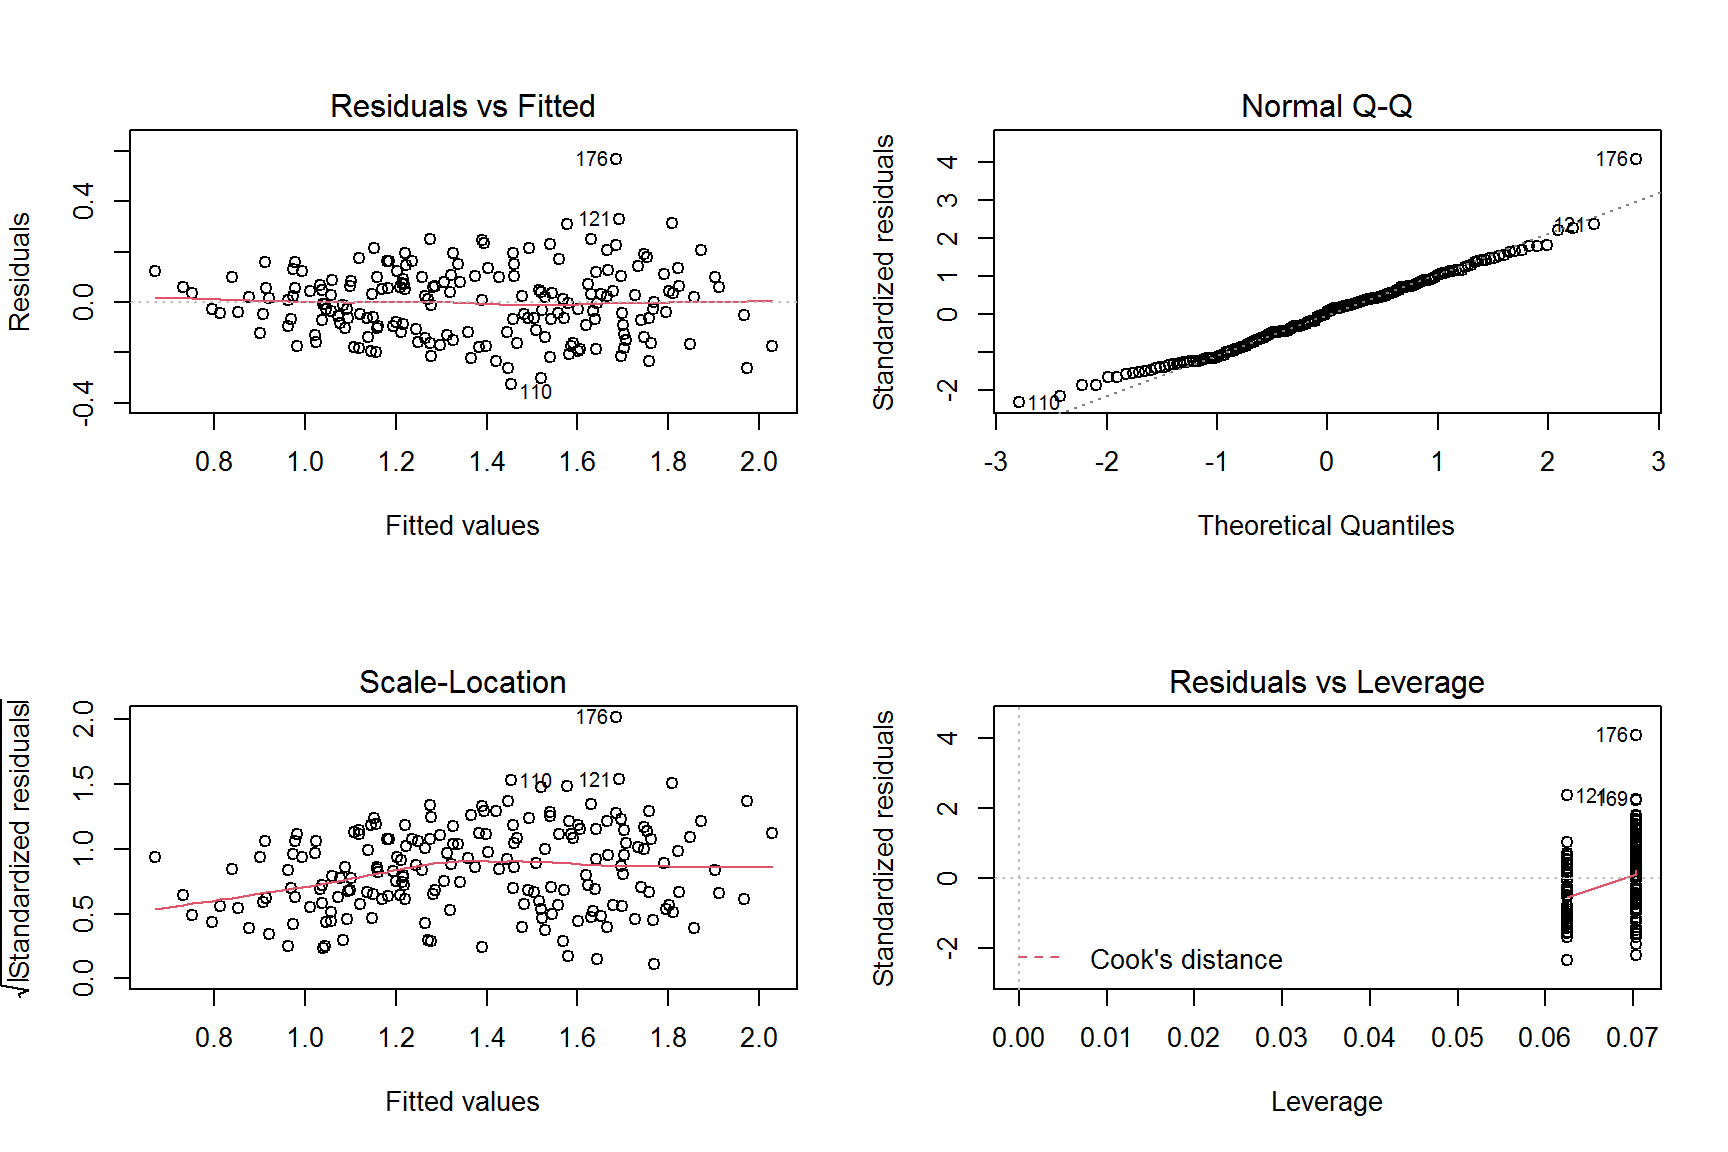 Residuals vs Fitted
Residuals
0.4
0.0
-0.4
176
121
110
0.8 1.0 1.2 1.4 1.6 1.8 2.0
Fitted values
Normal Q-Q
Standardized residuals
4
3
2
1
0
-2
176
121
110
-3 -2 -1 0 1 2 3
Theoretical Quantiles
Scale-Location
√|Standardized residuals|
2.0
1.5
1.0
0.5
0.0
176
110
121
0.8 1.0 1.2 1.4 1.6 1.8 2.0
Fitted values
Residuals vs Leverage
Standardized residuals
4
2
0
-2
176
121
169
Cook's distance
0.00 0.01 0.02 0.03 0.04 0.05 0.06 0.07
Leverage